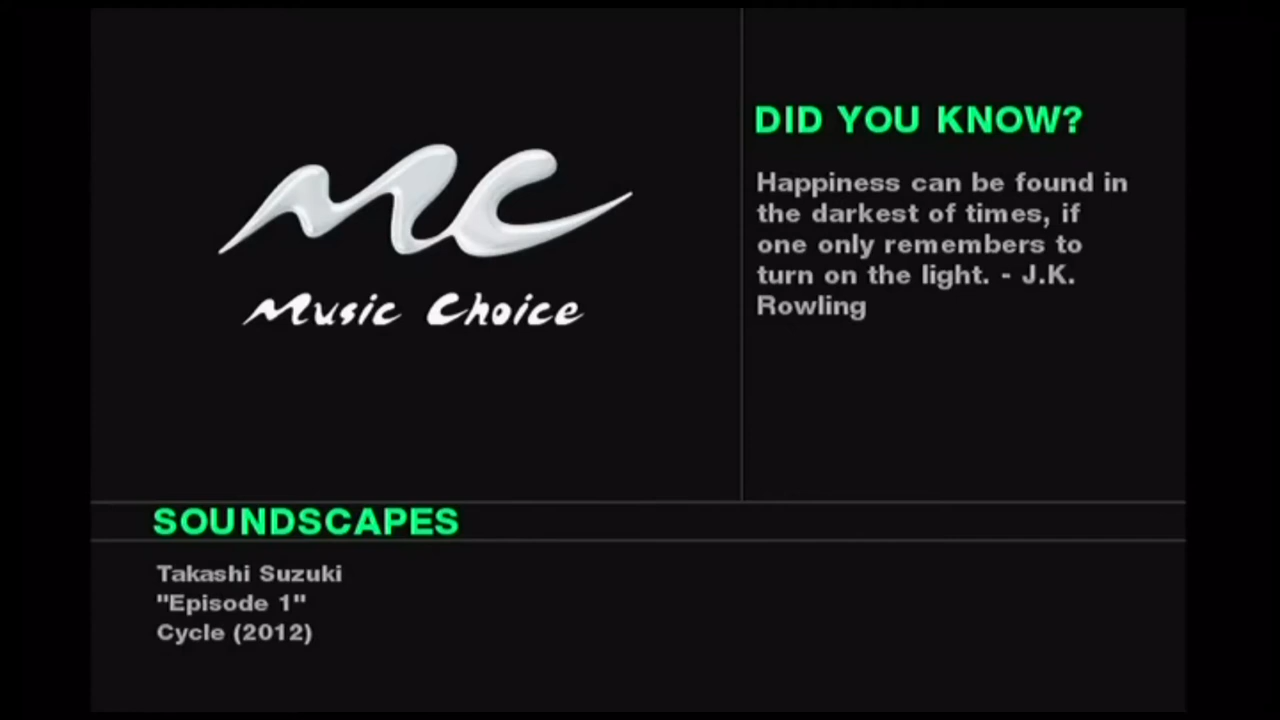 MC
Music Choice
DID YOU KNOW?
Happiness can be found in
the darkest of times, if
one only remembers to
turn on the light. - J.K.
Rowling
SOUNDSCAPES
Takashi Suzuki
"Episode 1"
Cycle (2012)